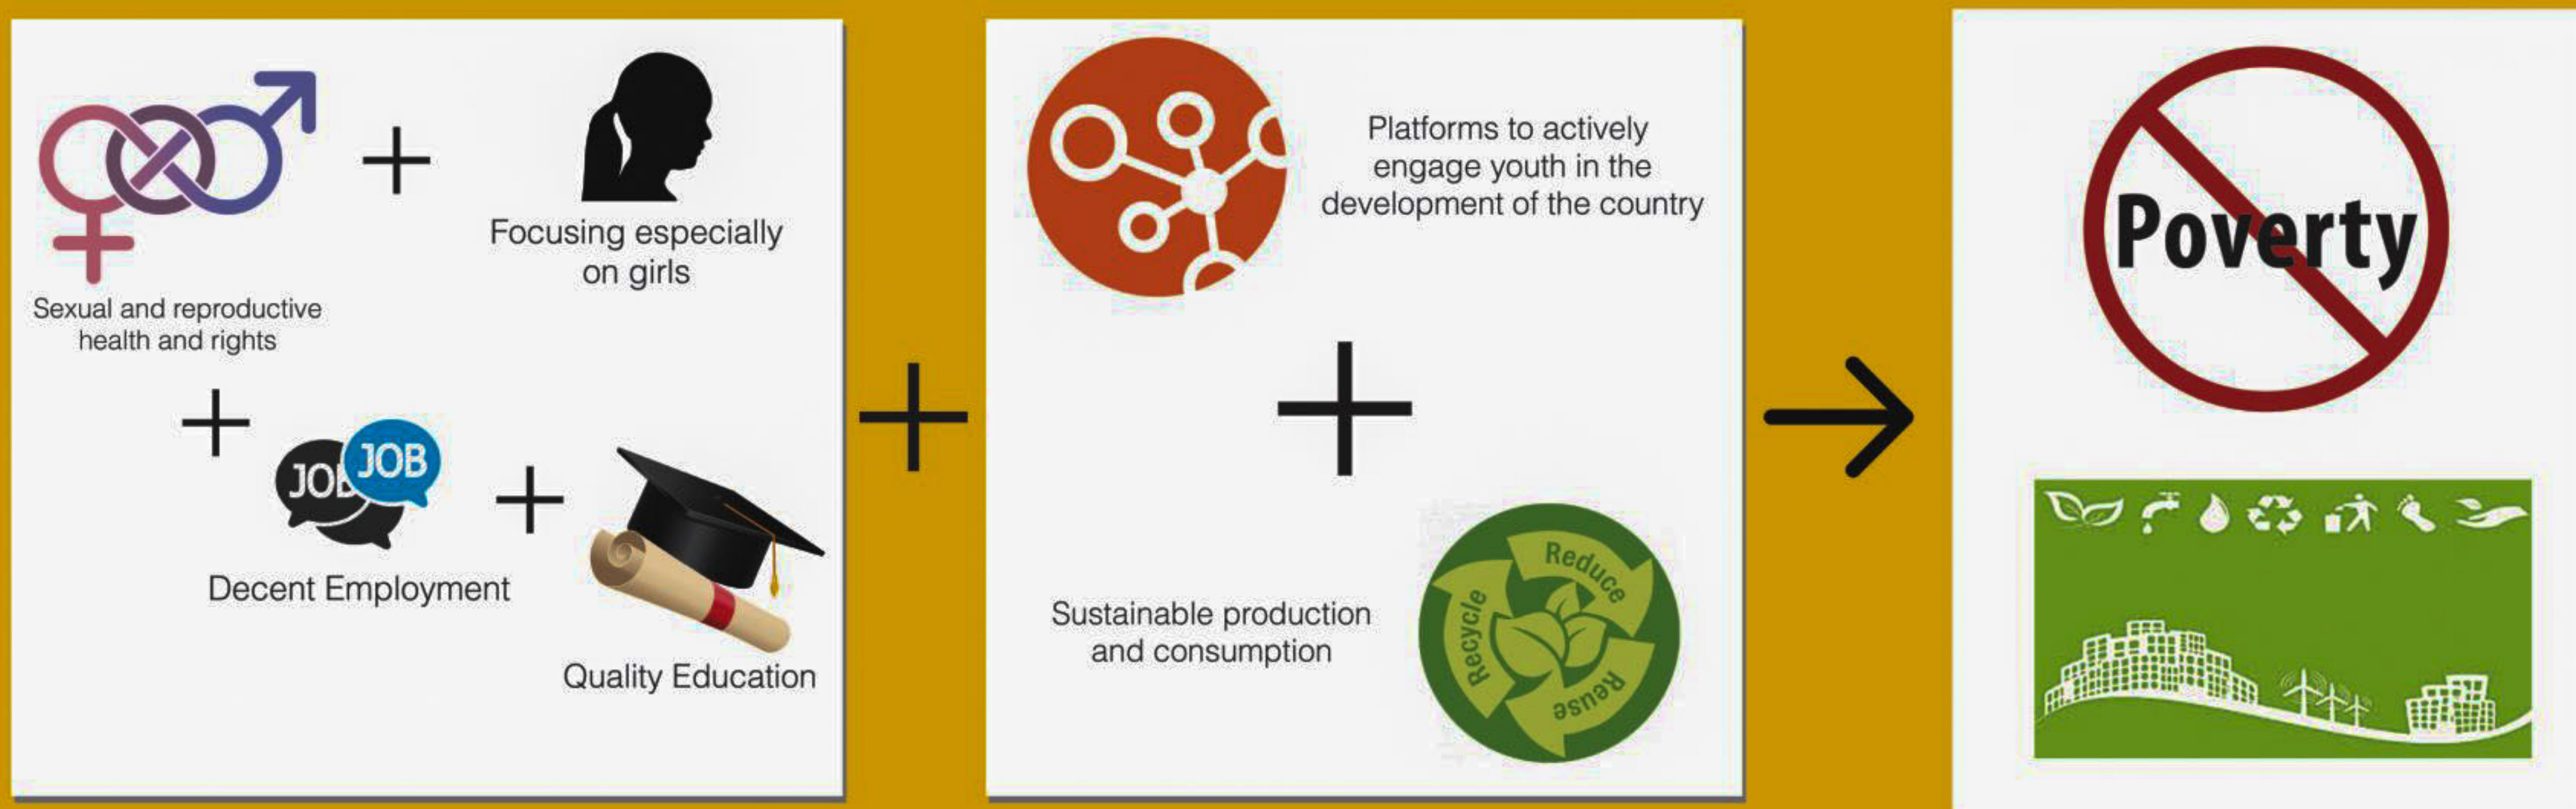 Focusing especially
on girls
Sexual and reproductive
health and rights
JOB
JOB
Decent Employment
Quality Education
Platforms to actively
engage youth in the
development of the country
Sustainable production
and consumption
Reduce
Reuse
Recycle
Poverty